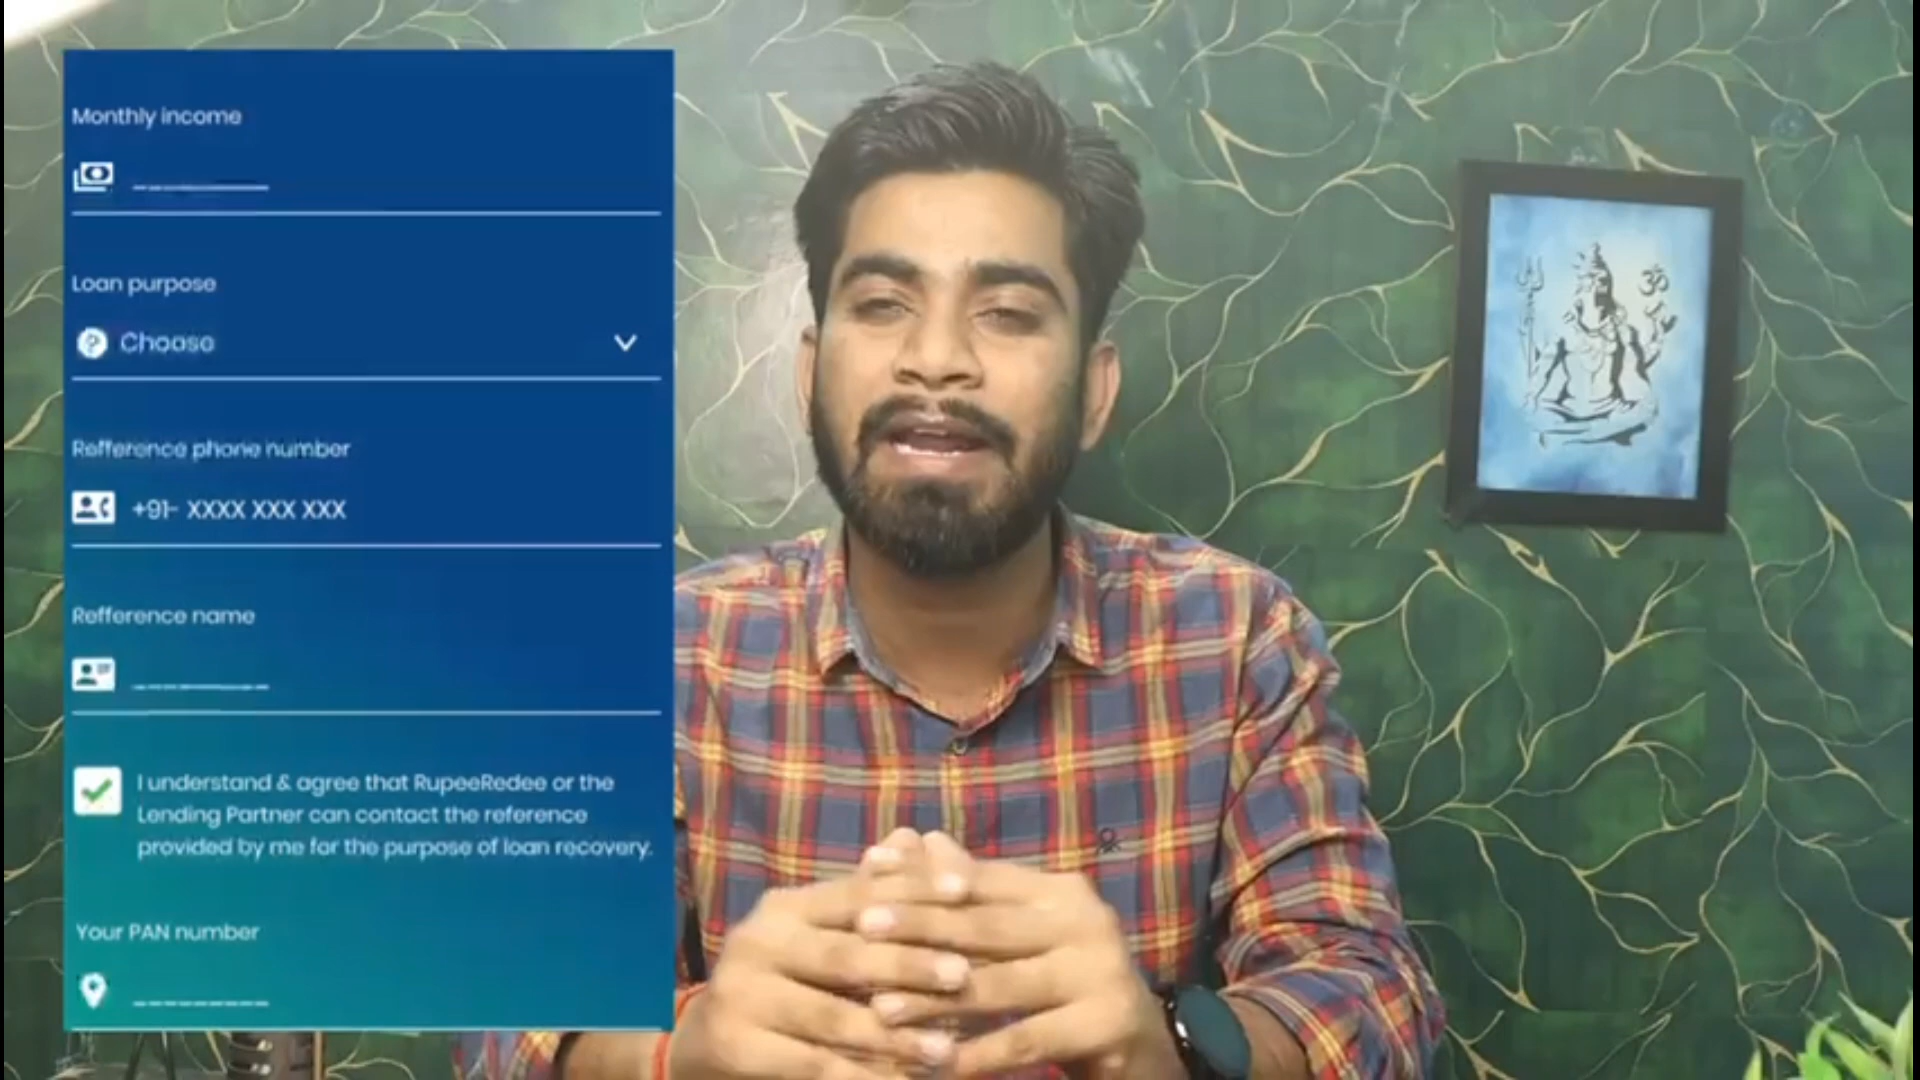 Monthly income
Loan purpose
Choose
Refference phone number
+91- XXXX XXX XXX
Refference name
I understand & agree that RupeeRedee or the
Lending Partner can contact the reference
provided by me for the purpose of loan recovery.
Your PAN number
ॐ